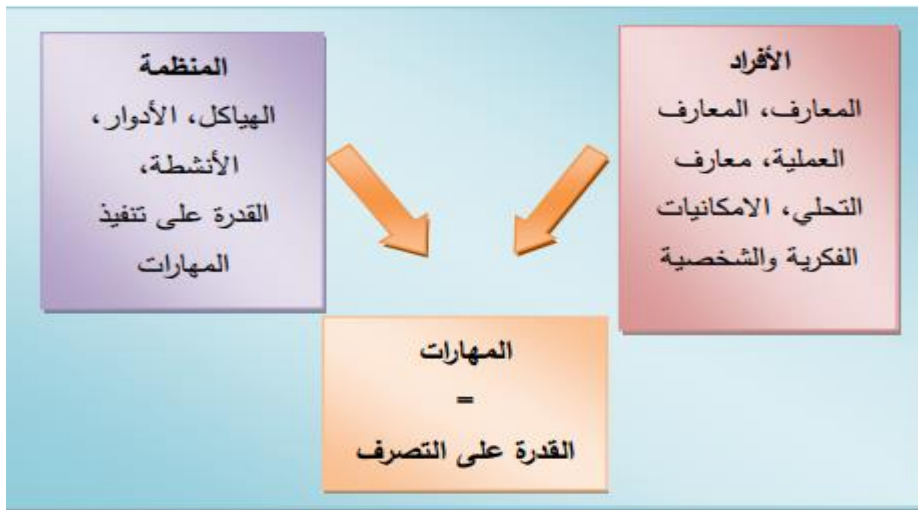 الأفراد
المعارف، المعارف
العملية، معارف
التحلي، الامكانيات
الفكرية والشخصية
المنظمة
الهياكل، الأدوار،
الأنشطة،
القدرة على تنفيذ
المهارات
المهارات
=
القدرة على التصرف